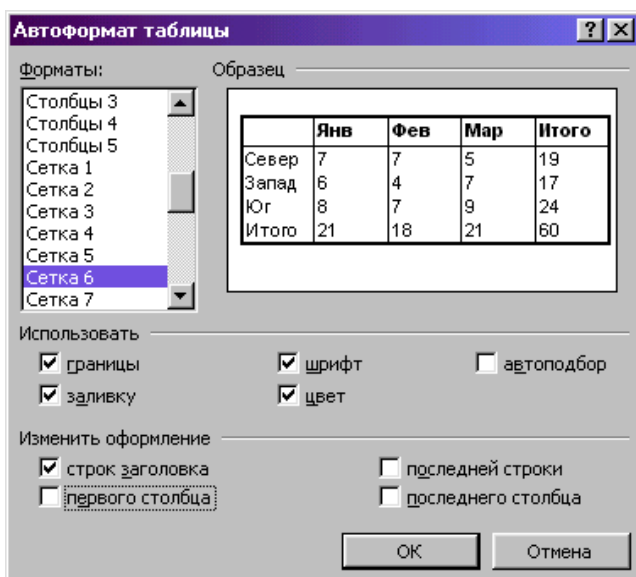 Автоформат таблицы
Форматы:
Столбцы 3
Столбцы 4
Столбцы 5
Сетка 1
Сетка 2
Сетка 3
Сетка 4
Сетка 5
Сетка 6
Сетка 7
Образец
Янв Фев Мар Итого
Север 7 7 5 19
Запад 6 4 7 17
Юг 8 7 9 24
Итого 21 18 21 60
Использовать
границы шрифт автоподбор
заливку цвет
Изменить оформление
строк заголовка последней строки
первого столбца последнего столбца
ОК Отмена